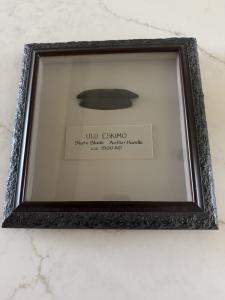 ULU ESKIMO
Slate Blade - Antler Handle
c.a. 1500 AD